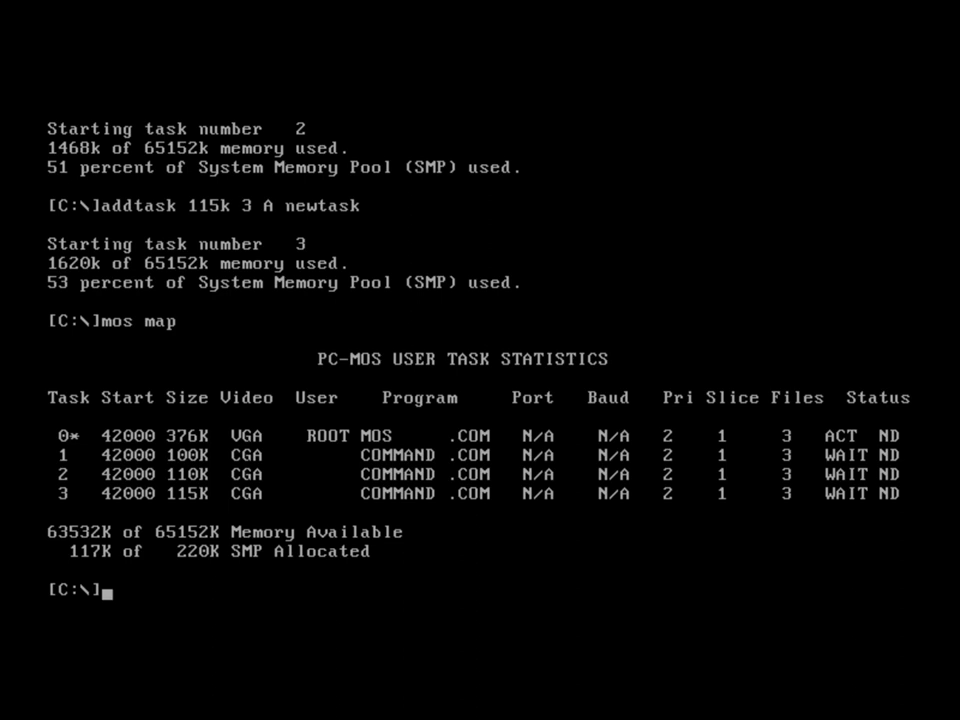 Starting task number   2
1468k of 65152k memory used.
51 percent of System Memory Pool (SMP) used.
[C:\]addtask 115k 3 A newtask
Starting task number   3
1620k of 65152k memory used.
53 percent of System Memory Pool (SMP) used.
[C:\]mos map
PC-MOS USER TASK STATISTICS
Task Start Size Video  User    Program     Port   Baud   Pri Slice Files  Status
0*  42000 376K  VGA    ROOT MOS     .COM   N/A    N/A   2    1     3   ACT  ND
1   42000 100K  CGA         COMMAND .COM   N/A    N/A   2    1     3   WAIT ND
2   42000 110K  CGA         COMMAND .COM   N/A    N/A   2    1     3   WAIT ND
3   42000 115K  CGA         COMMAND .COM   N/A    N/A   2    1     3   WAIT ND
63532K of 65152K Memory Available
117K of   220K SMP Allocated
[C:\]